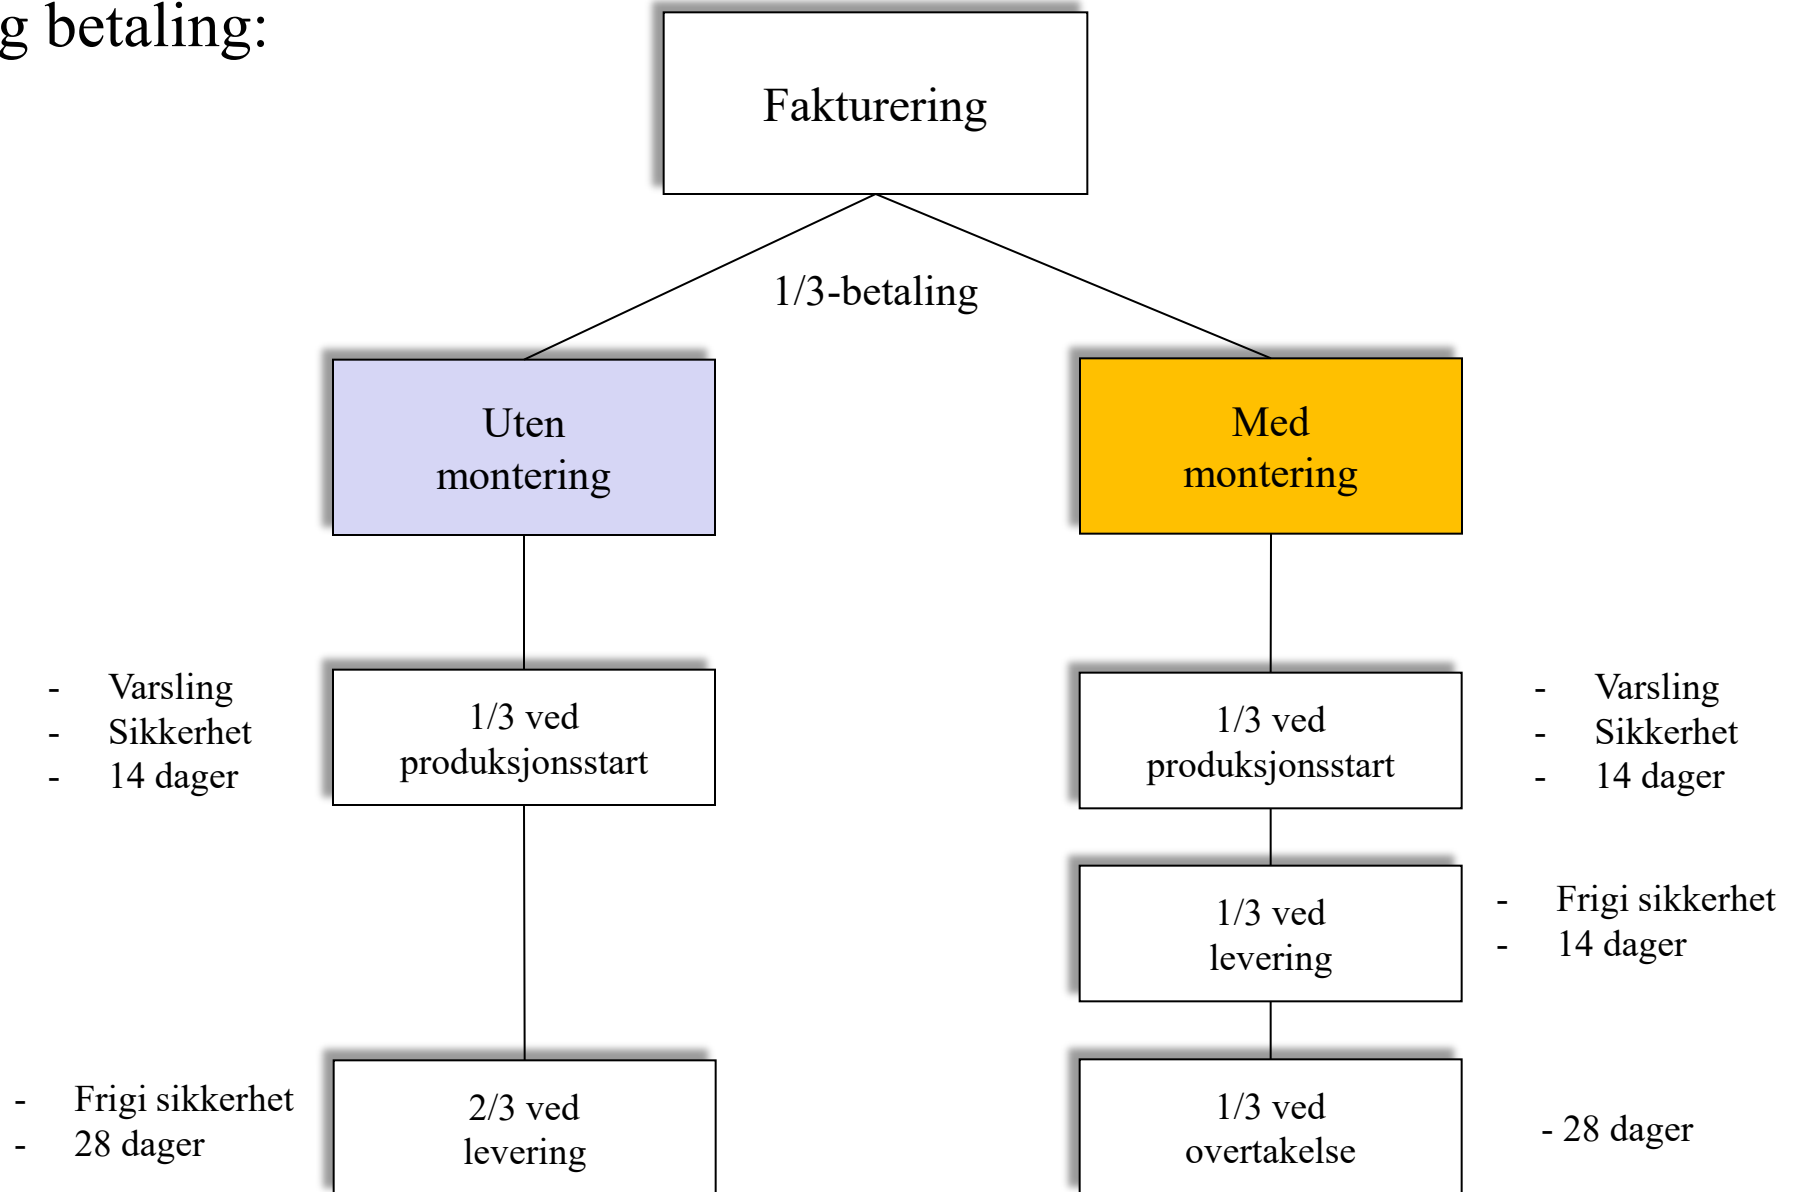 g betaling:
Fakturering
1/3-betaling
Uten
montering
Med
montering
- Varsling
- Sikkerhet
- 14 dager
1/3 ved
produksjonsstart
1/3 ved
produksjonsstart
- Varsling
- Sikkerhet
- 14 dager
1/3 ved
levering
- Frigi sikkerhet
- 14 dager
- Frigi sikkerhet
- 28 dager
2/3 ved
levering
1/3 ved
overtakelse
- 28 dager